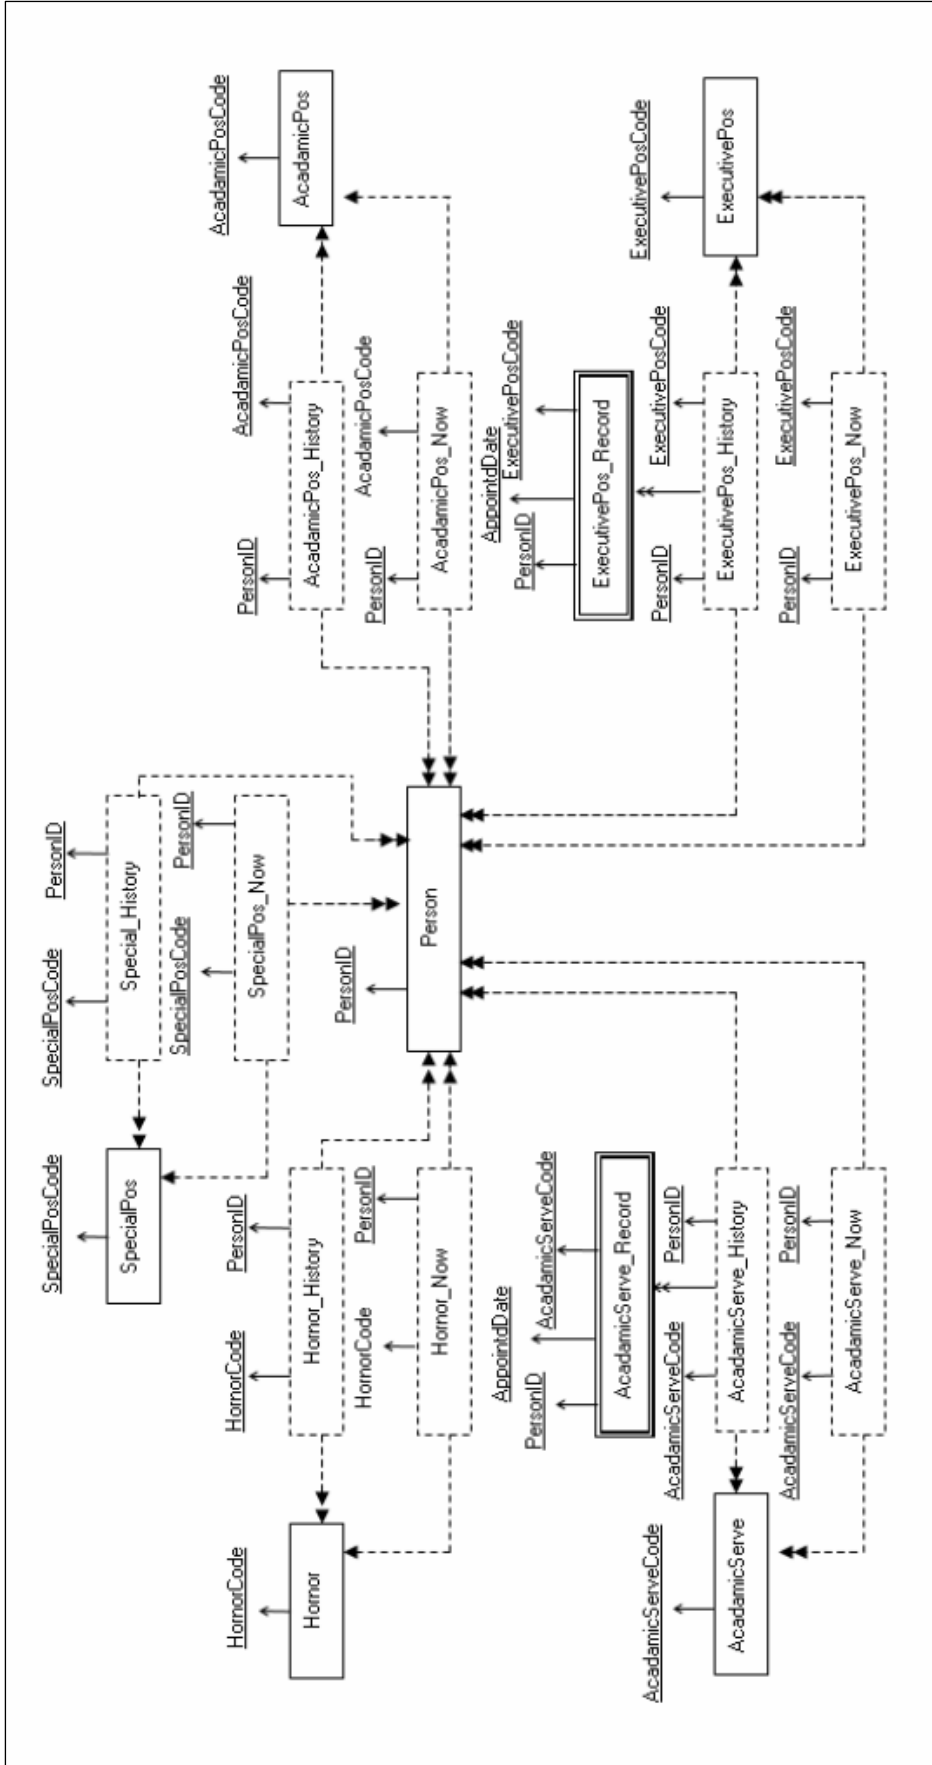 SpecialPosCode
SpecialPosCode
PersonID
SpecialPos
Special_History
SpecialPosCode
PersonID
AcadamicPosCode
HornorCode
HornorCode
PersonID
SpecialPos_Now
PersonID
AcadamicPosCode
AcadamicPos
Hornor
Hornor_History
AcadamicPos_History
HornorCode
PersonID
PersonID
PersonID
AcadamicPosCode
Hornor_Now
Person
AcadamicPos_Now
AppointdDate
AppointdDate
PersonID
AcadamicServeCode
PersonID
ExecutivePosCode
AcadamicServe_Record
ExecutivePos_Record
AcadamicServeCode
AcadamicServeCode
PersonID
PersonID
ExecutivePosCode
ExecutivePosCode
AcadamicServe
AcadamicServe_History
ExecutivePos_History
ExecutivePos
AcadamicServeCode
PersonID
PersonID
ExecutivePosCode
AcadamicServe_Now
ExecutivePos_Now